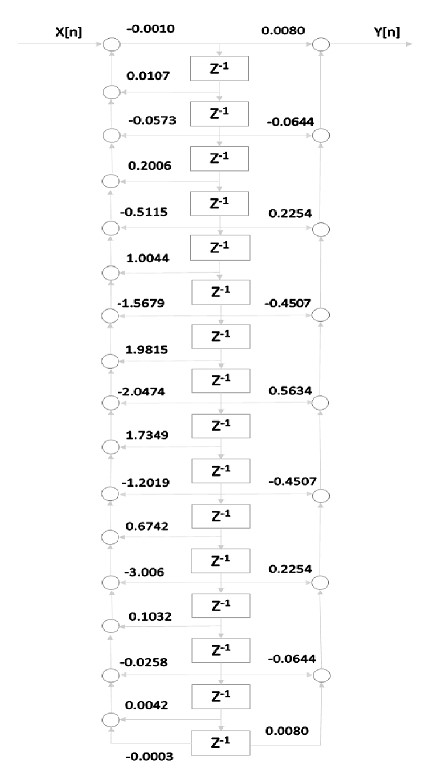 X[n] -0.0010 0.0080 Y[n]
Z-1
0.0107
Z-1
-0.0573 -0.0644
Z-1
0.2006
Z-1
-0.5115 0.2254
Z-1
1.0044
Z-1
-1.5679 -0.4507
Z-1
1.9815
Z-1
-2.0474 0.5634
Z-1
1.7349
Z-1
-1.2019 -0.4507
Z-1
0.6742
Z-1
-3.006 0.2254
Z-1
0.1032
Z-1
-0.0258 -0.0644
Z-1
0.0042
Z-1
-0.0003 0.0080